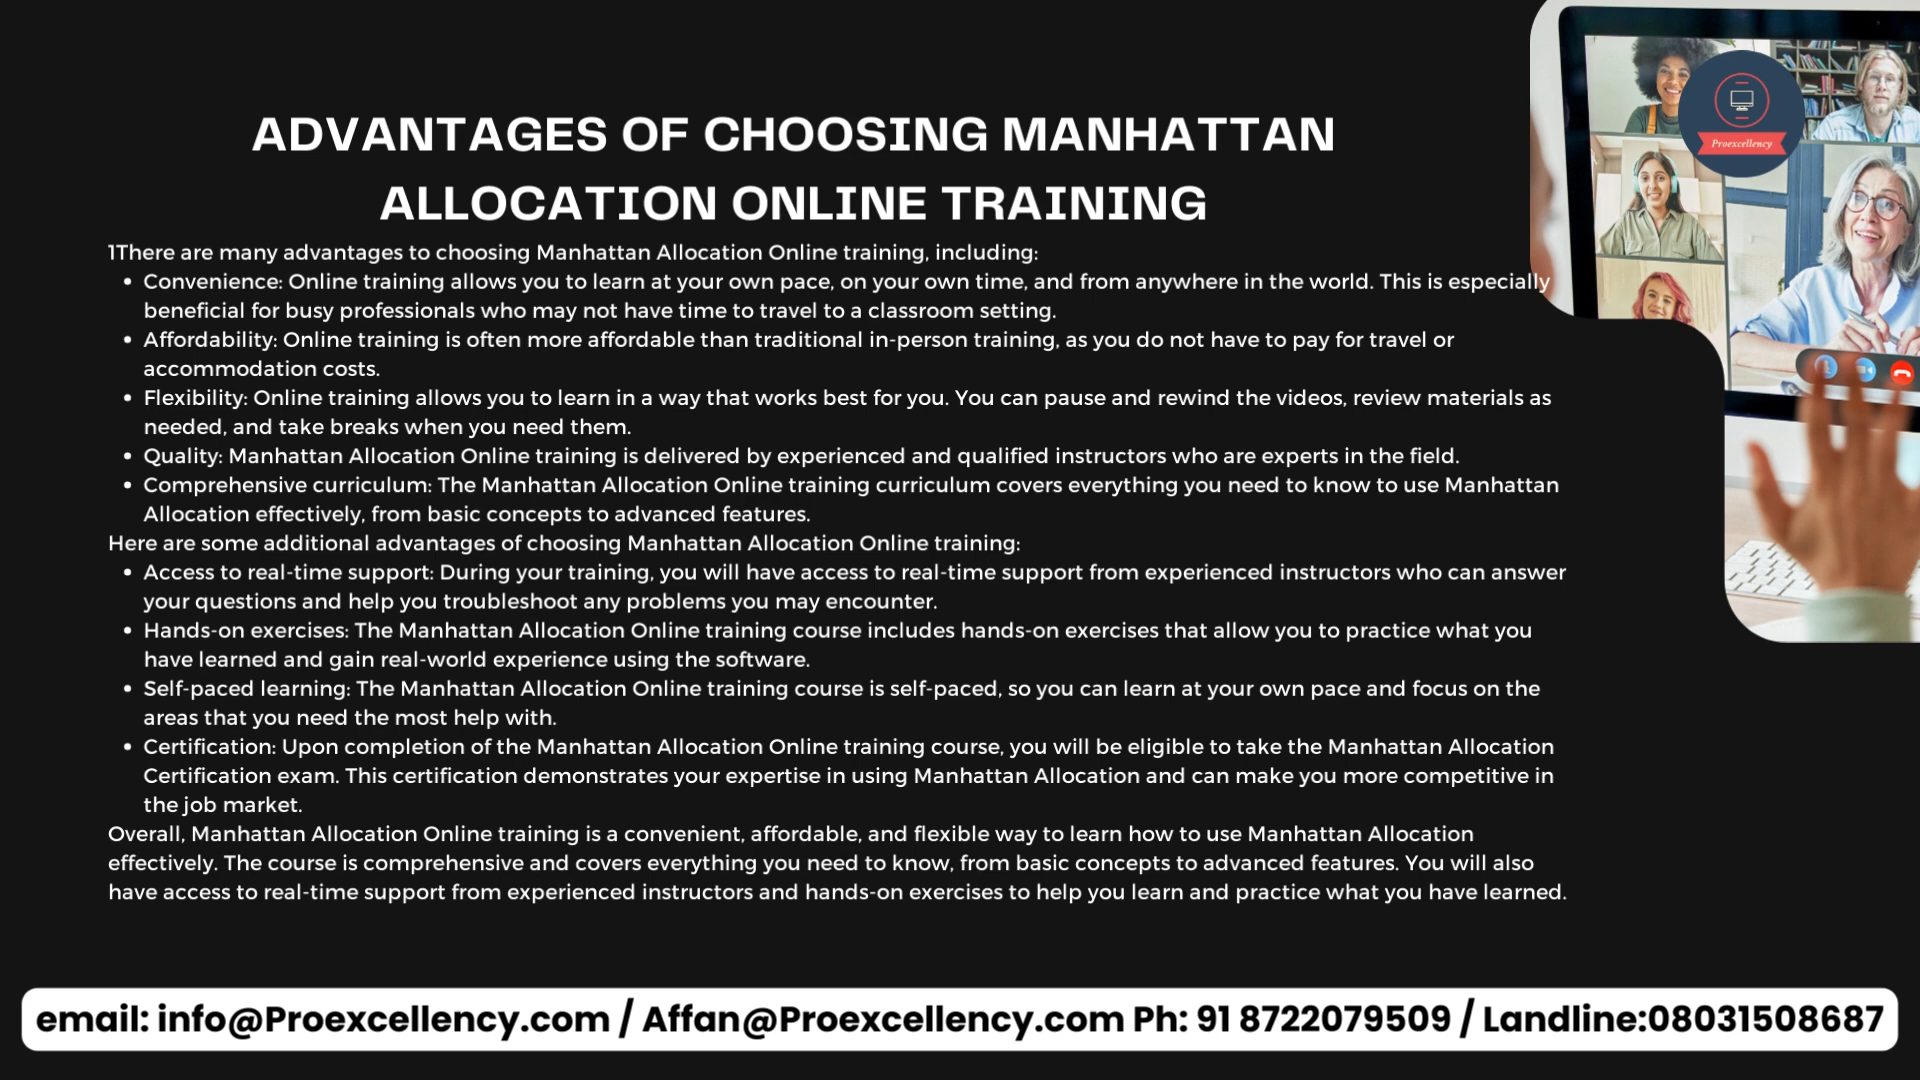 ADVANTAGES OF CHOOSING MANHATTAN
ALLOCATION ONLINE TRAINING
Proexcellency
1There are many advantages to choosing Manhattan Allocation Online training, including:
• Convenience: Online training allows you to learn at your own pace, on your own time, and from anywhere in the world. This is especially
beneficial for busy professionals who may not have time to travel to a classroom setting.
• Affordability: Online training is often more affordable than traditional in-person training, as you do not have to pay for travel or
accommodation costs.
• Flexibility: Online training allows you to learn in a way that works best for you. You can pause and rewind the videos, review materials as
needed, and take breaks when you need them.
• Quality: Manhattan Allocation Online training is delivered by experienced and qualified instructors who are experts in the field.
• Comprehensive curriculum: The Manhattan Allocation Online training curriculum covers everything you need to know to use Manhattan
Allocation effectively, from basic concepts to advanced features.
Here are some additional advantages of choosing Manhattan Allocation Online training:
• Access to real-time support: During your training, you will have access to real-time support from experienced instructors who can answer
your questions and help you troubleshoot any problems you may encounter.
• Hands-on exercises: The Manhattan Allocation Online training course includes hands-on exercises that allow you to practice what you
have learned and gain real-world experience using the software.
• Self-paced learning: The Manhattan Allocation Online training course is self-paced, so you can learn at your own pace and focus on the
areas that you need the most help with.
• Certification: Upon completion of the Manhattan Allocation Online training course, you will be eligible to take the Manhattan Allocation
Certification exam. This certification demonstrates your expertise in using Manhattan Allocation and can make you more competitive in
the job market.
Overall, Manhattan Allocation Online training is a convenient, affordable, and flexible way to learn how to use Manhattan Allocation
effectively. The course is comprehensive and covers everything you need to know, from basic concepts to advanced features. You will also
have access to real-time support from experienced instructors and hands-on exercises to help you learn and practice what you have learned.
email: info@Proexcellency.com / Affan@Proexcellency.com Ph: 91 8722079509 / Landline:08031508687